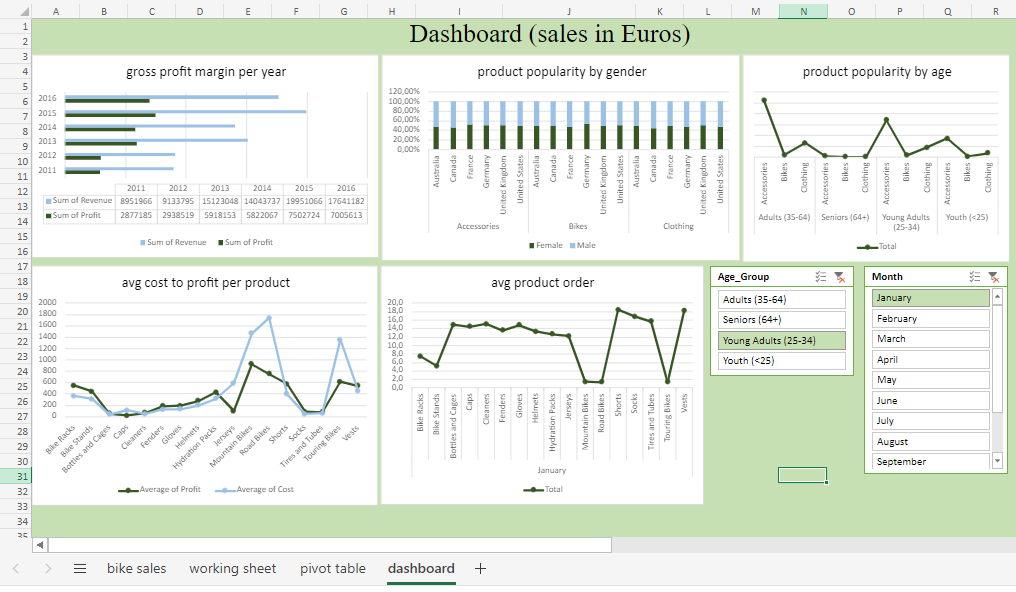 A B C D E F G H I J K L M N O P Q R
1
2
3
4
5
6
7
8
9
10
11
12
13
14
15
16
17
18
19
20
21
22
23
24
25
26
27
28
29
30
31
32
33
34
35
Dashboard (sales in Euros)
gross profit margin per year
2016
2015
2014
2013
2012
2011
2011 2012 2013 2014 2015 2016
Sum of Revenue 8951966 9133795 15123048 14043737 19951066 17641182
Sum of Profit 2877185 2938519 5918153 5822067 7502724 7005613
Sum of Revenue Sum of Profit
product popularity by gender
120,00%
100,00%
80,00%
60,00%
40,00%
20,00%
0,00%
Australia Canada France Germany United Kingdom United States Australia Canada France Germany United Kingdom United States Australia Canada France Germany United Kingdom United States
Accessories Bikes Clothing
Female Male
product popularity by age
Accessories Bikes Clothing Accessories Bikes Clothing Accessories Bikes Clothing Accessories Bikes Clothing
Adults (35-64) Seniors (64+) Young Adults Youth (<25)
(25-34)
Total
avg cost to profit per product
2000
1800
1600
1400
1200
1000
800
600
400
200
0
Bike Racks Bike Stands Bottles and Cages Caps Cleaners Fenders Gloves Helmets Hydration Packs Jerseys Mountain Bikes Road Bikes Shorts Socks Tires and Tubes Touring Bikes Vests
Average of Profit Average of Cost
avg product order
20,0
18,0
16,0
14,0
12,0
10,0
8,0
6,0
4,0
2,0
0,0
Bike Racks Bike Stands Bottles and Cages Caps Cleaners Fenders Gloves Helmets Hydration Packs Jerseys Mountain Bikes Road Bikes Shorts Socks Tires and Tubes Touring Bikes Vests
January
Total
Age_Group
Adults (35-64)
Seniors (64+)
Young Adults (25-34)
Youth (<25)
Month
January
February
March
April
May
June
July
August
September
bike sales working sheet pivot table dashboard +